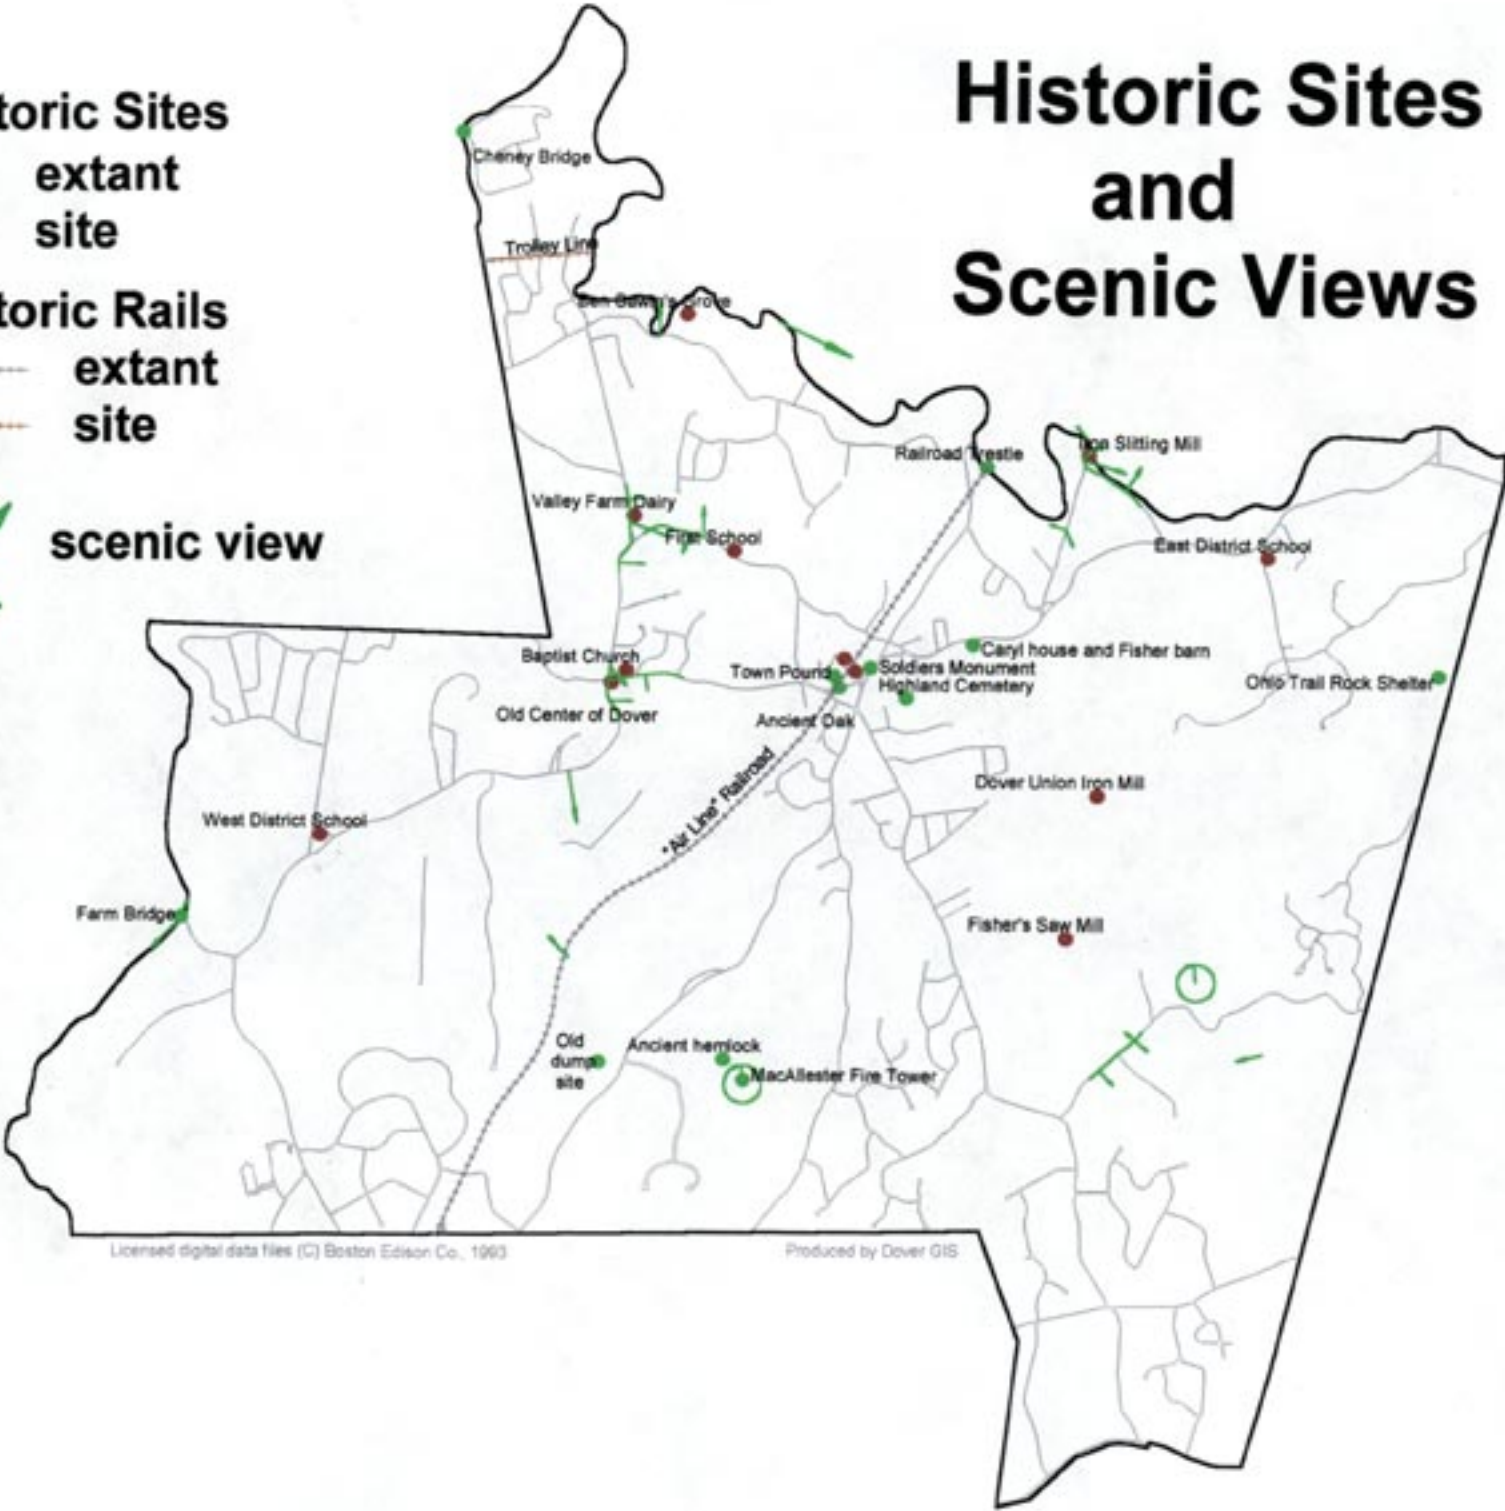 Historic Sites
and
Scenic Views
toric Sites
extant
site
toric Rails
extant
site
scenic view
Cheney Bridge
Trolley Line
Grove
Railroad Trestle
Slitting Mill
Valley Farm Dairy
First School
East District School
Baptist Church
Town Pound
Caryl house and Fisher barn
Soldiers Monument
Highland Cemetery
Ohio Trail Rock Shelter
Old Center of Dover
Ancient Oak
"Air Line" Railroad
Dover Union Iron Mill
West District School
Farm Bridge
Fisher's Saw Mill
Old
dump
site
Ancient hemlock
MacAllester Fire Tower
Licensed digital data files (C) Boston Edison Co., 1993
Produced by Dover GIS